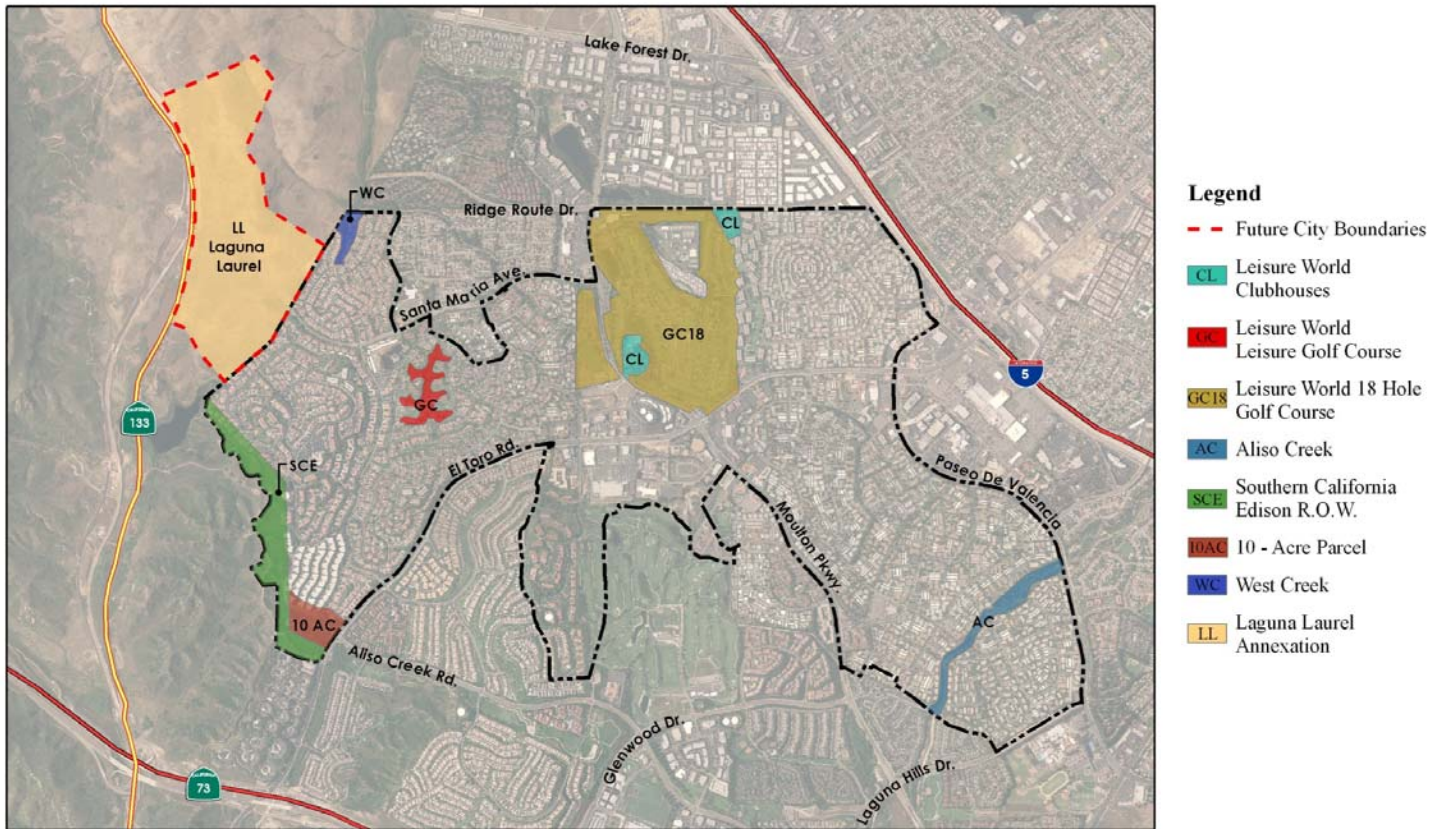 Lake Forest Dr.
WC
Ridge Route Dr.
CL
LL
Laguna
Laurel
Santa Maria Ave.
GC18
CL
5
GC
CALIFORNIA
133
El Toro Rd.
SCE
Paseo De Valencia
Moulton Pkwy.
10 AC.
AC
Aliso Creek Rd.
Glenwood Dr.
Laguna Hills Dr.
CALIFORNIA
73
Legend
Future City Boundaries
CL Leisure World
Clubhouses
GC Leisure World
Leisure Golf Course
GC18 Leisure World 18 Hole
Golf Course
AC Aliso Creek
SCE Southern California
Edison R.O.W.
10AC 10 - Acre Parcel
WC West Creek
LL Laguna Laurel
Annexation